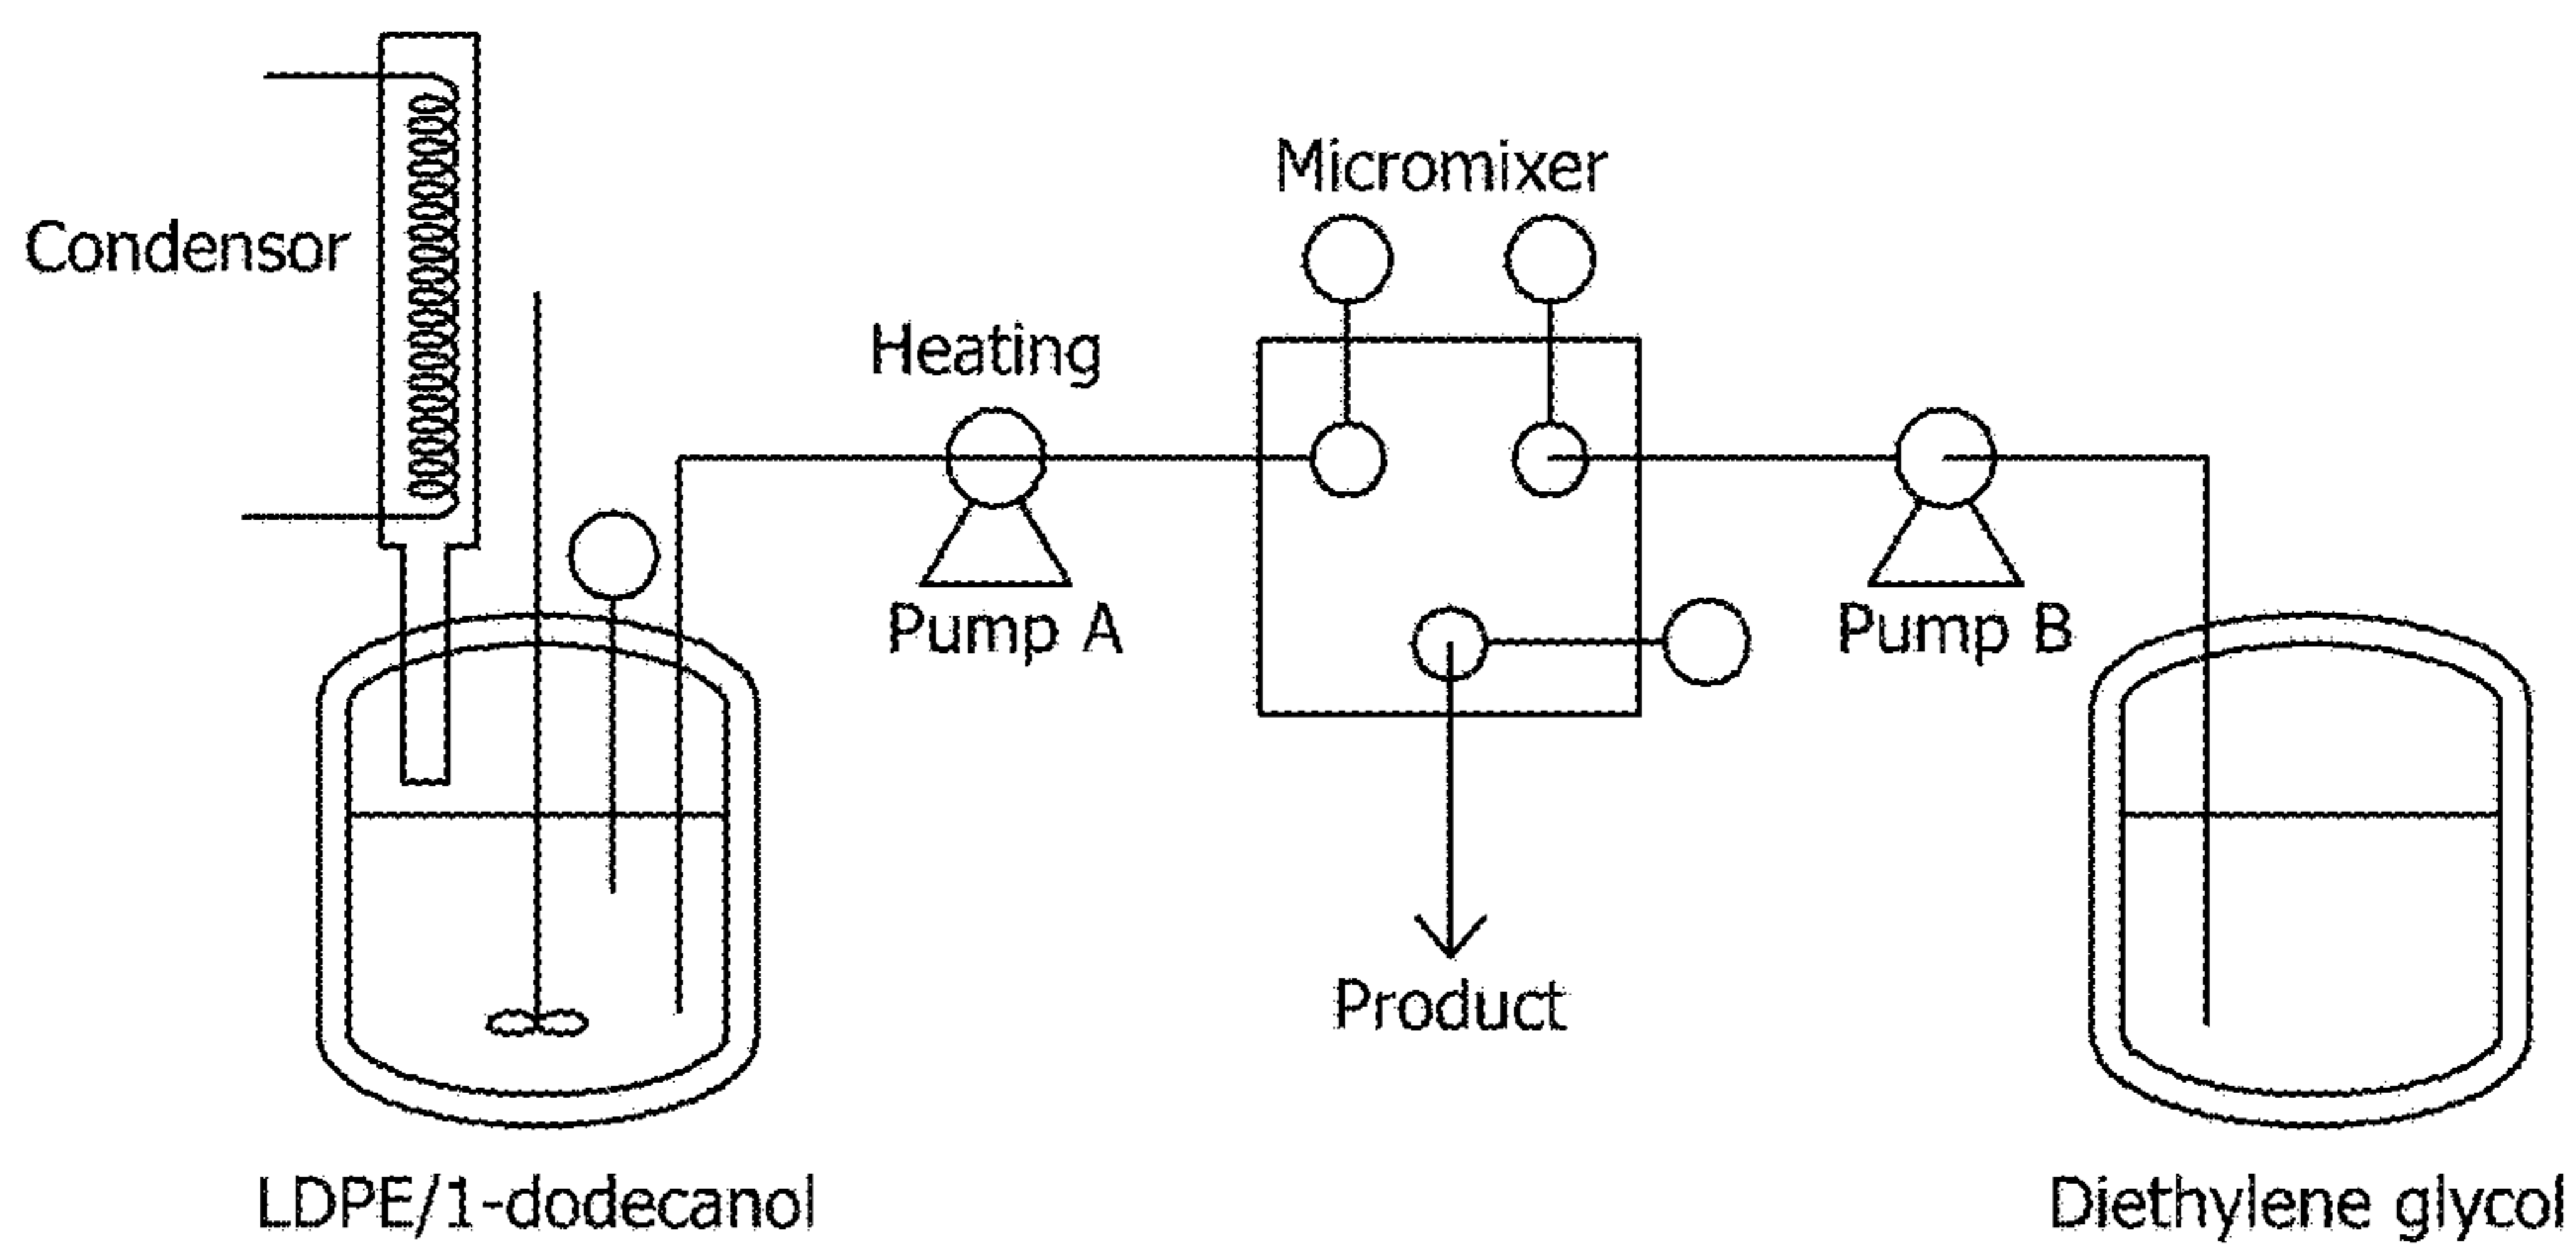 Micromixer
Condensor
Heating
Pump A
Pump B
Product
LDPE/1-dodecanol
Diethylene glycol